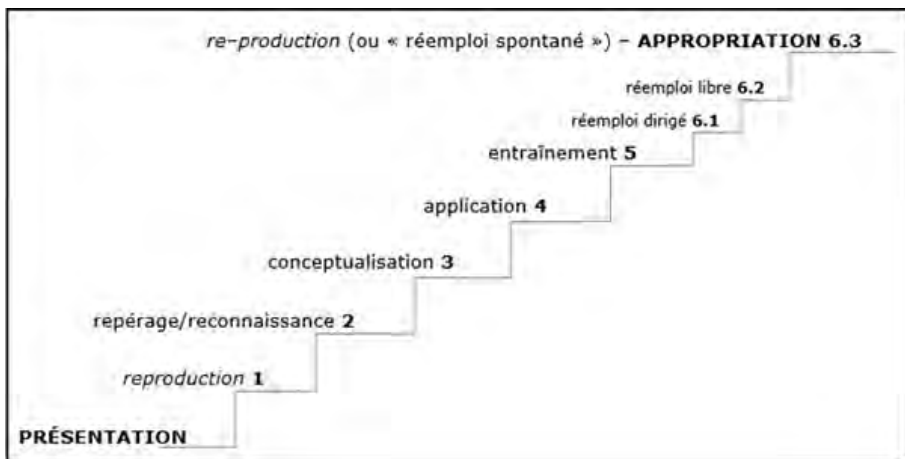 re-production (ou « réemploi spontané ») – APPROPRIATION 6.3
réemploi libre 6.2
réemploi dirigé 6.1
entraînement 5
application 4
conceptualisation 3
repérage/reconnaissance 2
reproduction 1
PRÉSENTATION